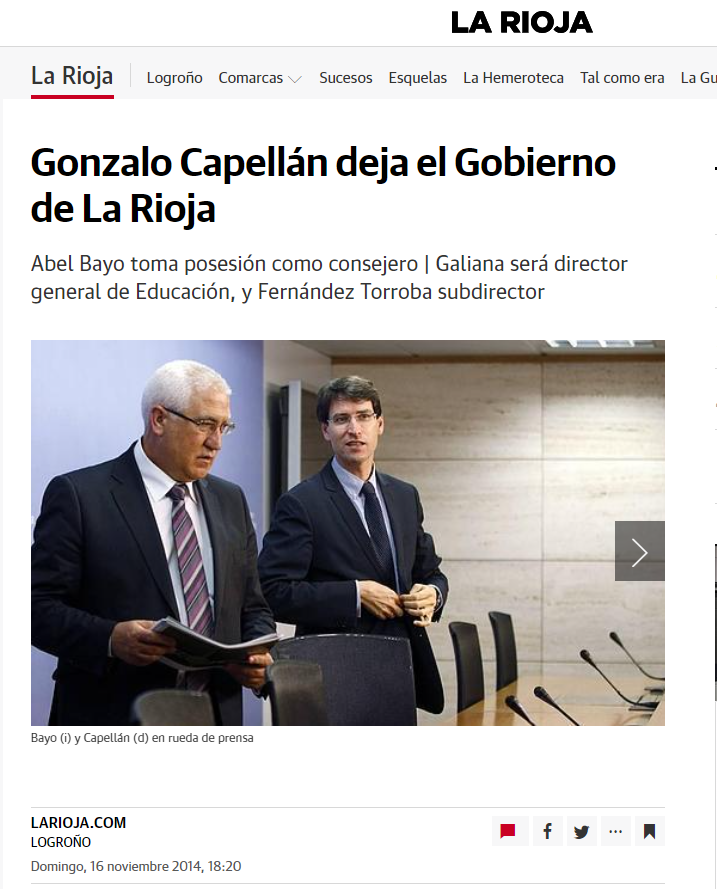 LA RIOJA
La Rioja Logroño Comarcas Sucesos Esquelas La Hemeroteca Tal como era La Gu
Gonzalo Capellán deja el Gobierno
de La Rioja
Abel Bayo toma posesión como consejero | Galiana será director
general de Educación, y Fernández Torroba subdirector
Bayo (i) y Capellán (d) en rueda de prensa
LARIOJA.COM
LOGROÑO
Domingo, 16 noviembre 2014, 18:20